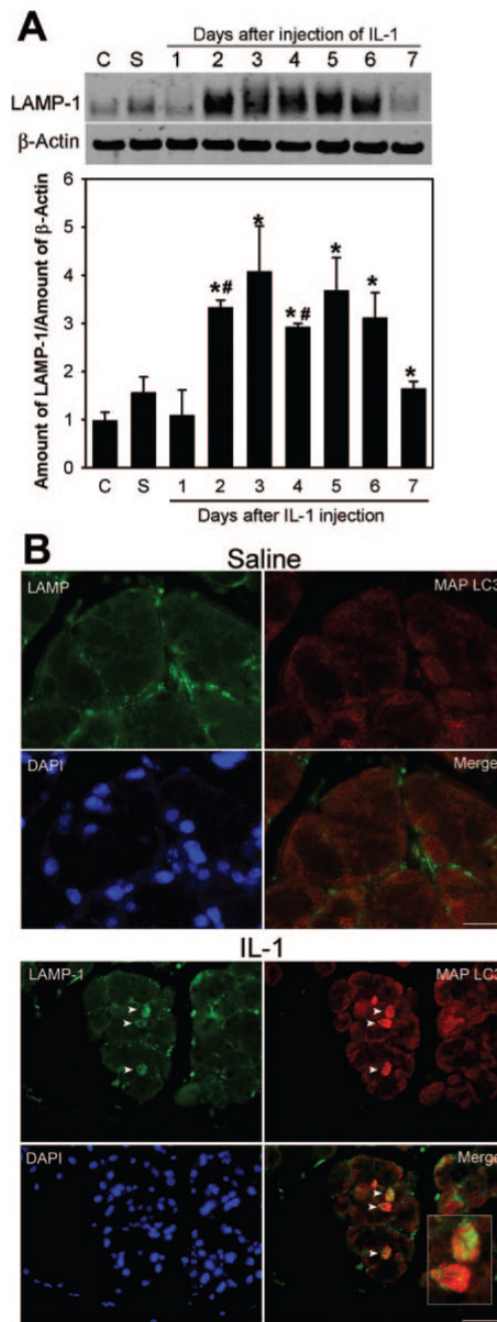 A
Days after injection of IL-1
C S 1 2 3 4 5 6 7
LAMP-1
β-Actin
Amount of LAMP-1/Amount of β-Actin
6
5
4
3
2
1
0
*# * *# * * *
C S 1 2 3 4 5 6 7
Days after IL-1 injection
B
Saline
LAMP MAP LC3
DAPI Merge
IL-1
LAMP-1 MAP LC3
DAPI Merge